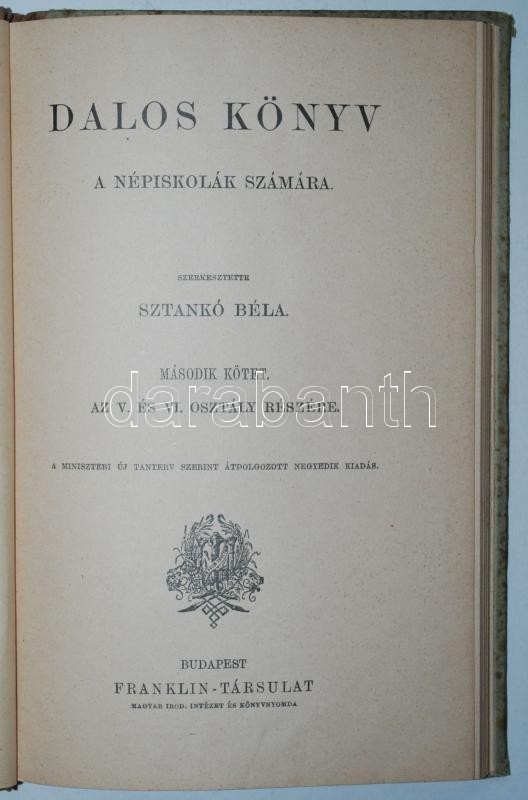 DALOS KÖNYV
A NÉPISKOLÁK SZÁMÁRA.
SZERKESZTETTE
SZTANKÓ BÉLA.
MÁSODIK KÖTET.
darabanth
AZ V. ÉS VI. OSZTÁLY RÉSZÉRE.
A MINISZTERI ÚJ TANTERV SZERINT ÁTDOLGOZOTT NEGYEDIK KIADÁS.
BUDAPEST
FRANKLIN-TÁRSULAT
MAGYAR IROD. INTÉZET ÉS KÖNYVNYOMDA